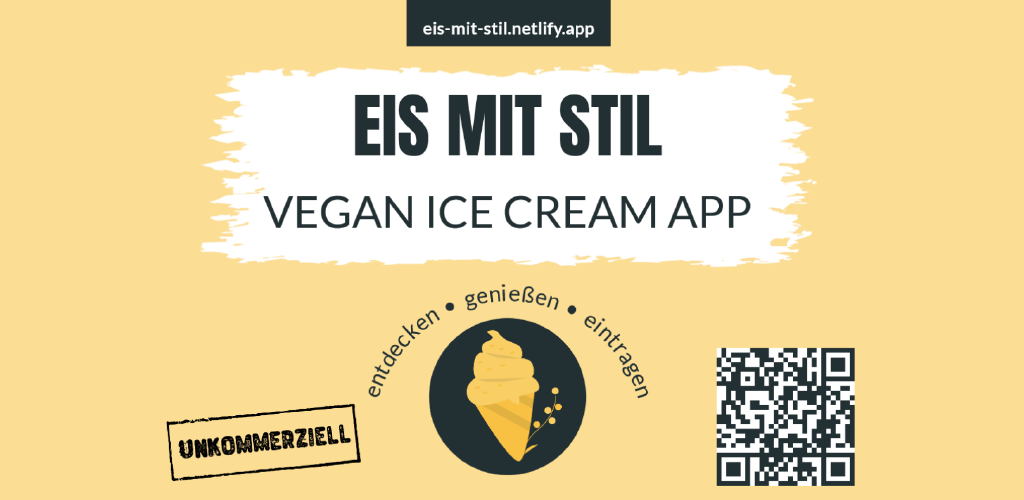 eis-mit-stil.netlify.app
EIS MIT STIL
VEGAN ICE CREAM APP
entdecken • genießen • eintragen
UNKOMMERZIELL